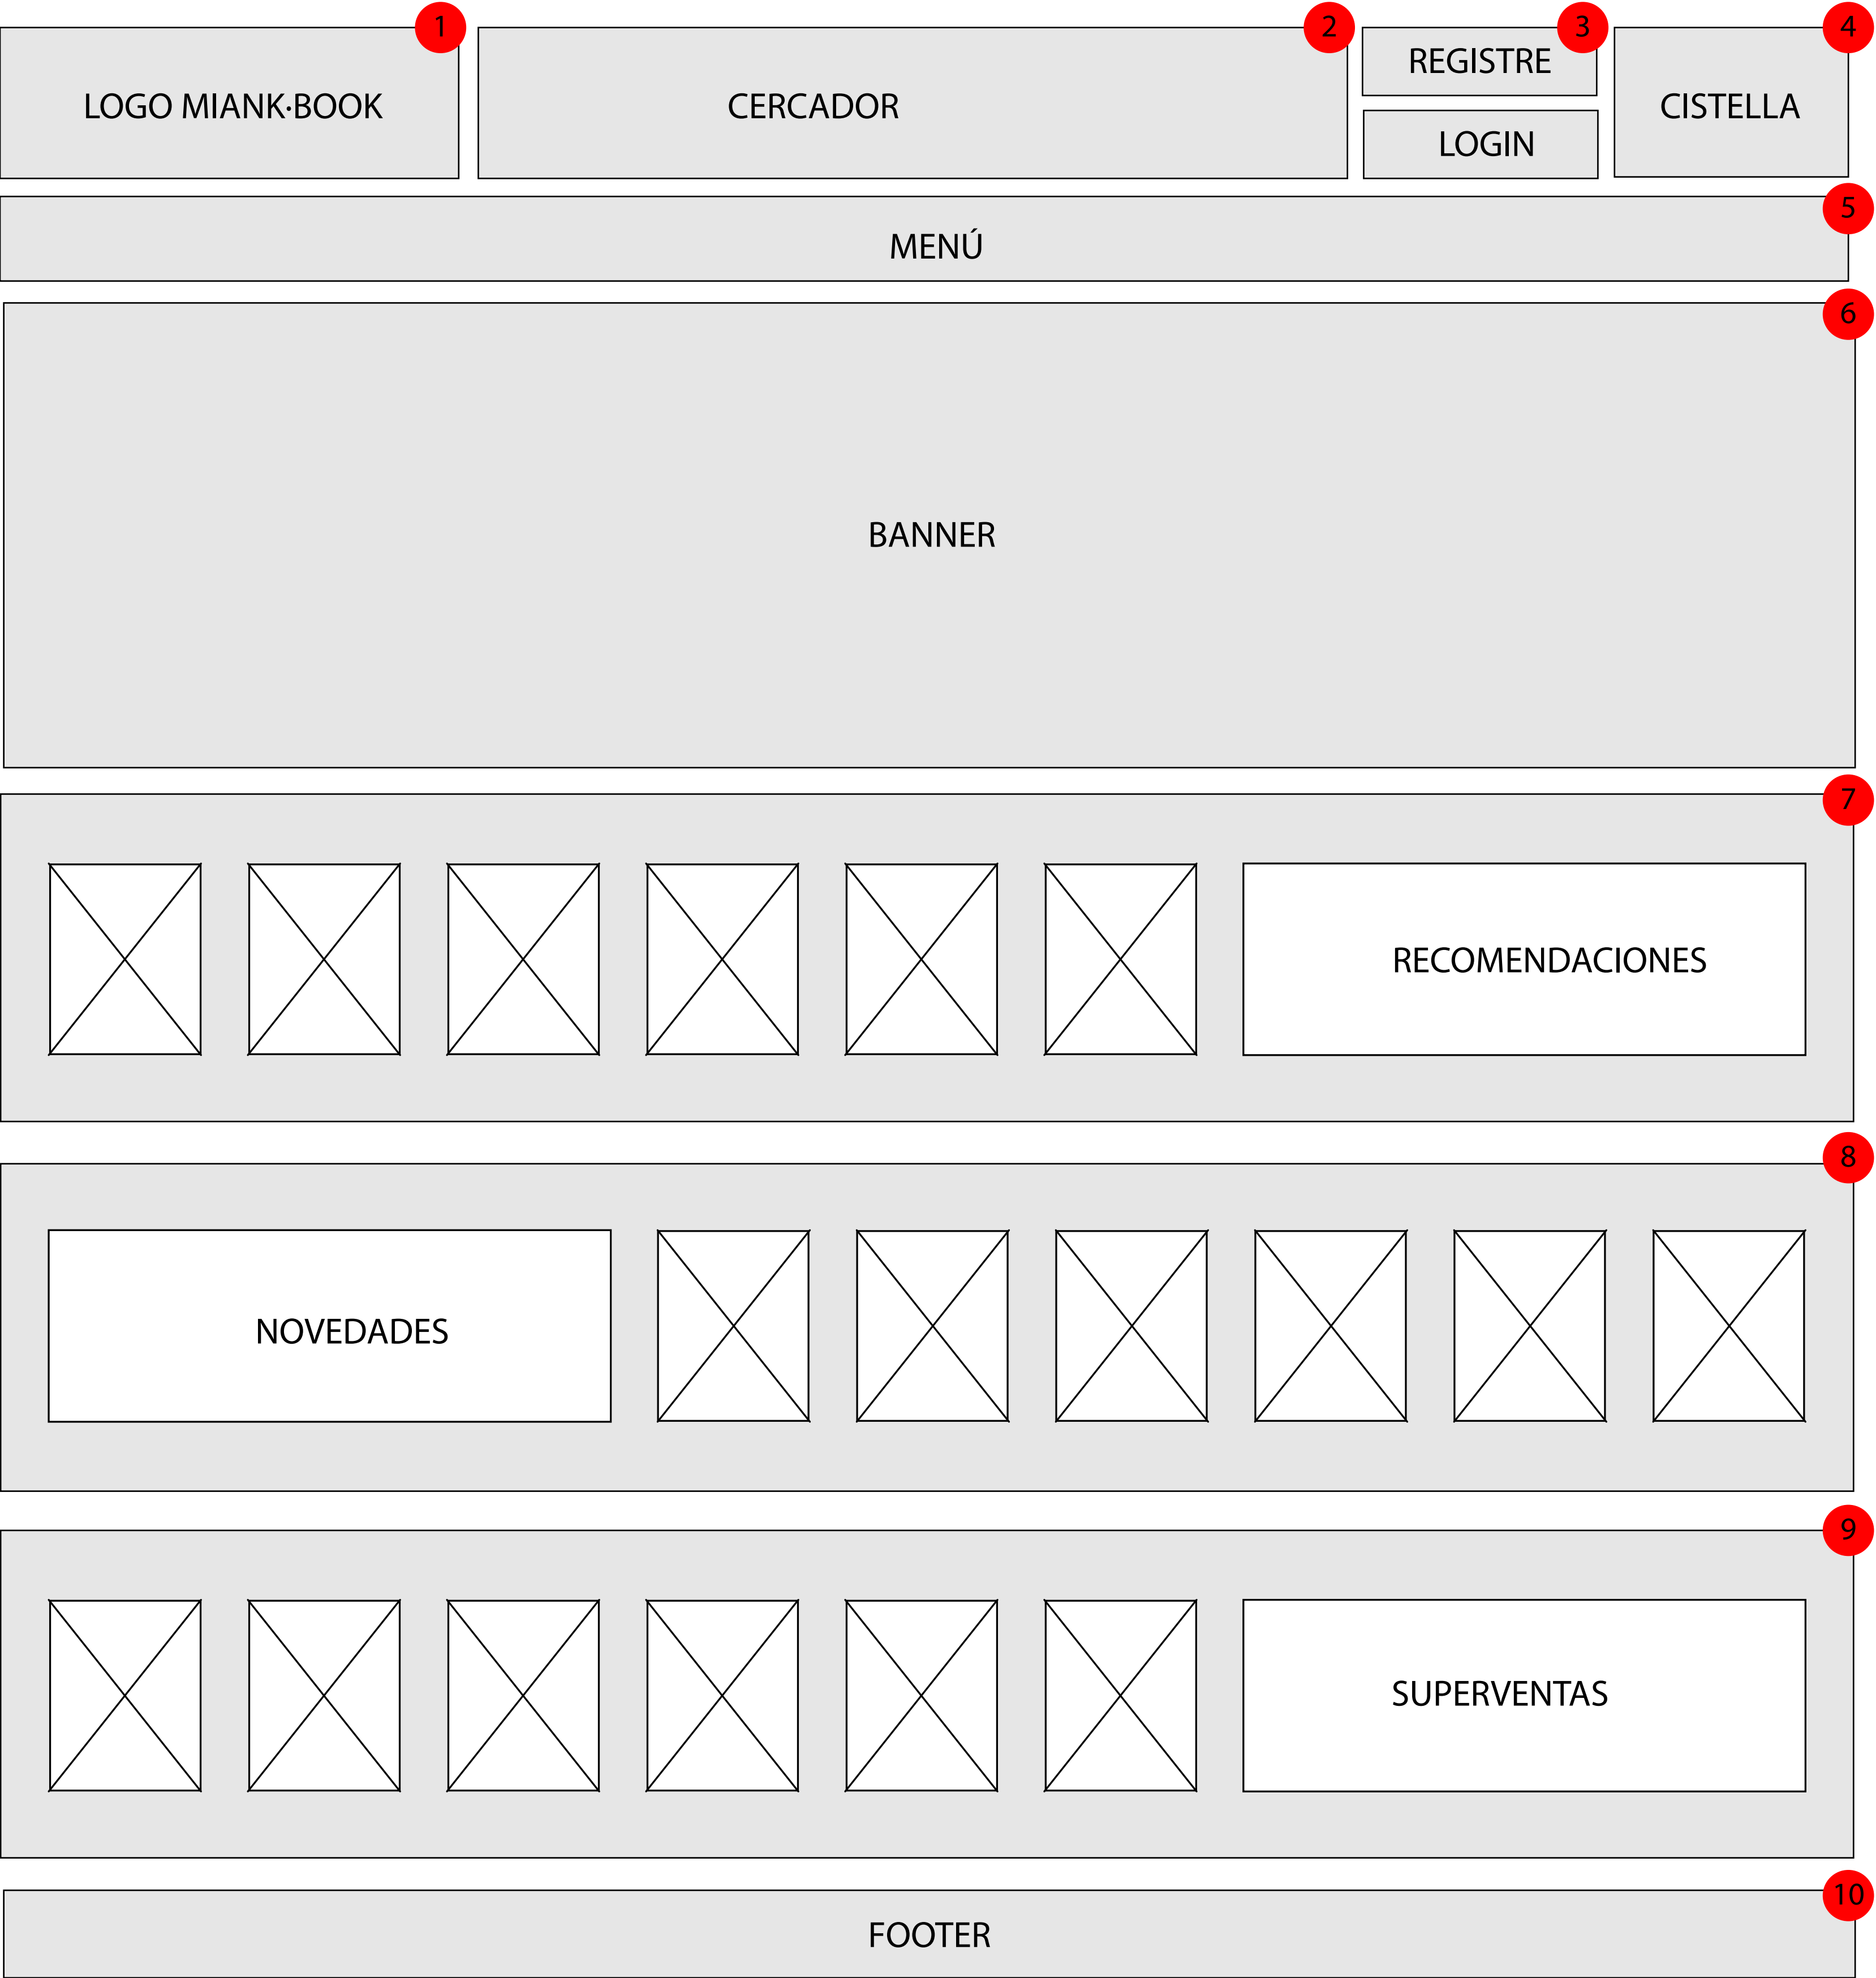 1
LOGO MIANK·BOOK
2
CERCADOR
3
REGISTRE
LOGIN
4
CISTELLA
5
MENÚ
6
BANNER
7
RECOMENDACIONES
8
NOVEDADES
9
SUPERVENTAS
10
FOOTER